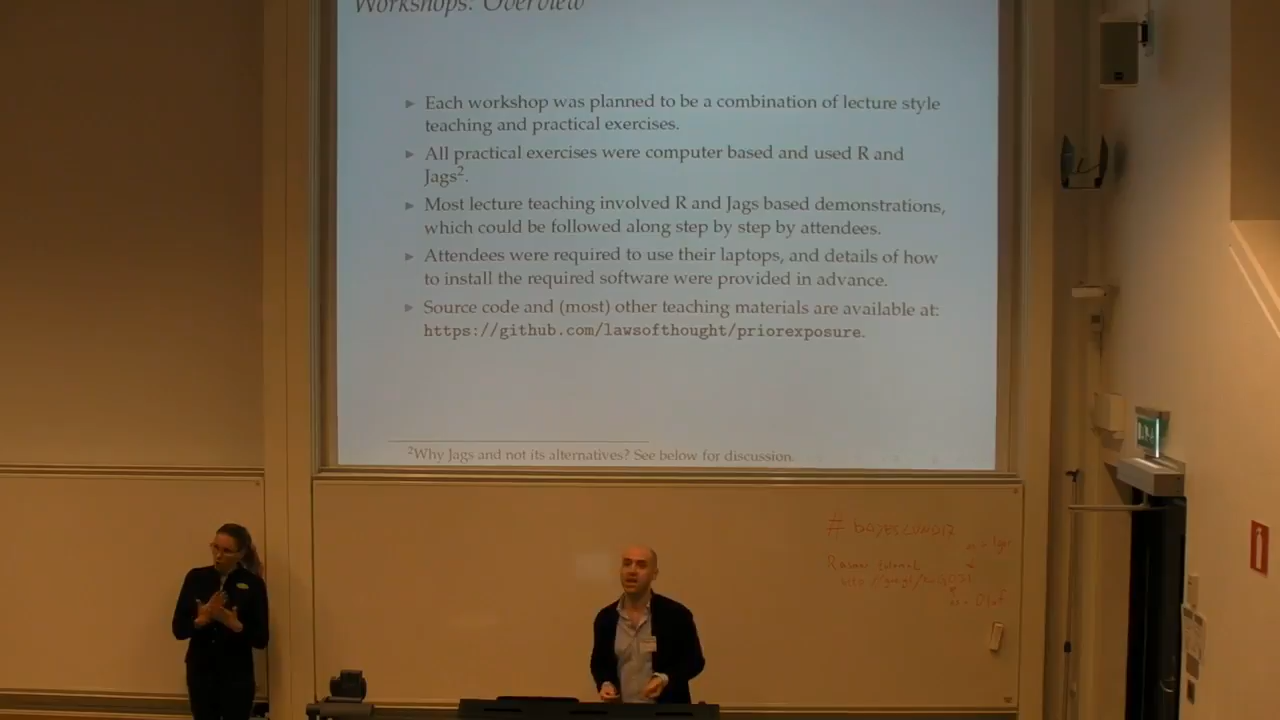 Workshops: Overview
▶ Each workshop was planned to be a combination of lecture style
teaching and practical exercises.
▶ All practical exercises were computer based and used R and
Jags².
▶ Most lecture teaching involved R and Jags based demonstrations,
which could be followed along step by step by attendees.
▶ Attendees were required to use their laptops, and details of how
to install the required software were provided in advance.
▶ Source code and (most) other teaching materials are available at:
https://github.com/lawsofthought/priorexposure.
²Why Jags and not its alternatives? See below for discussion.
# bayeslund17